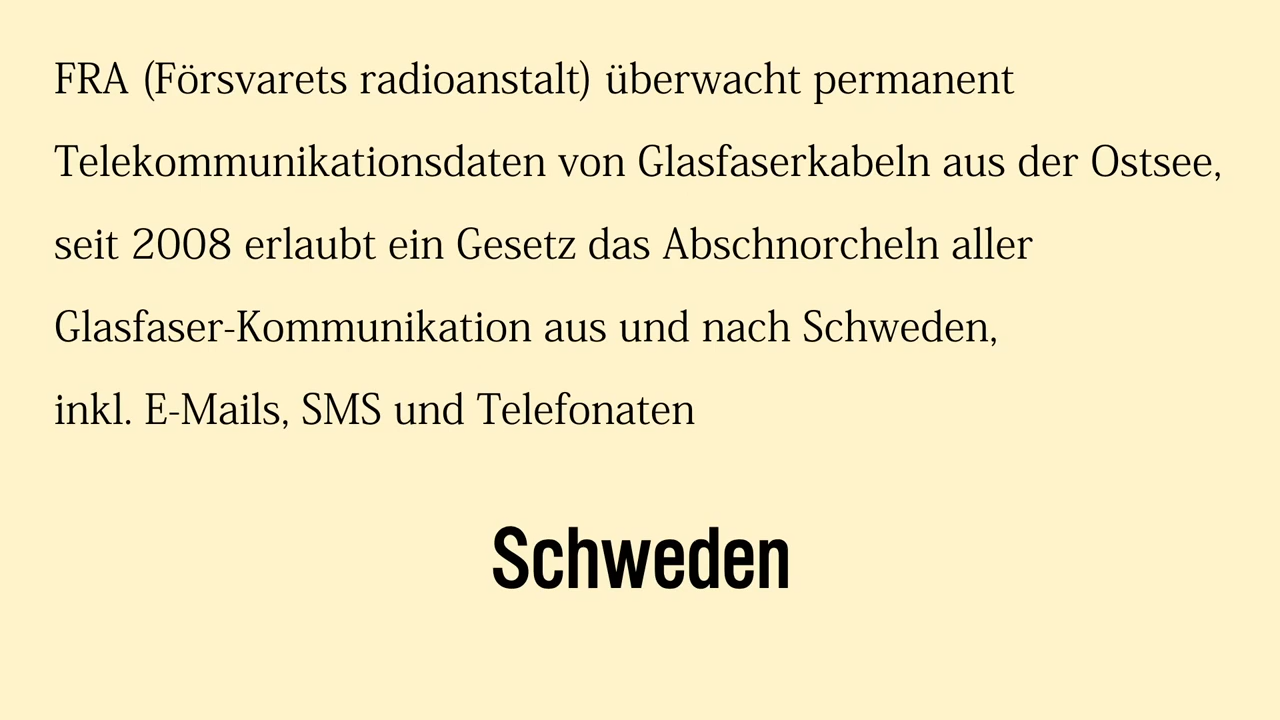 FRA (Försvarets radioanstalt) überwacht permanent
Telekommunikationsdaten von Glasfaserkabeln aus der Ostsee,
seit 2008 erlaubt ein Gesetz das Abschnorcheln aller
Glasfaser-Kommunikation aus und nach Schweden,
inkl. E-Mails, SMS und Telefonaten
Schweden